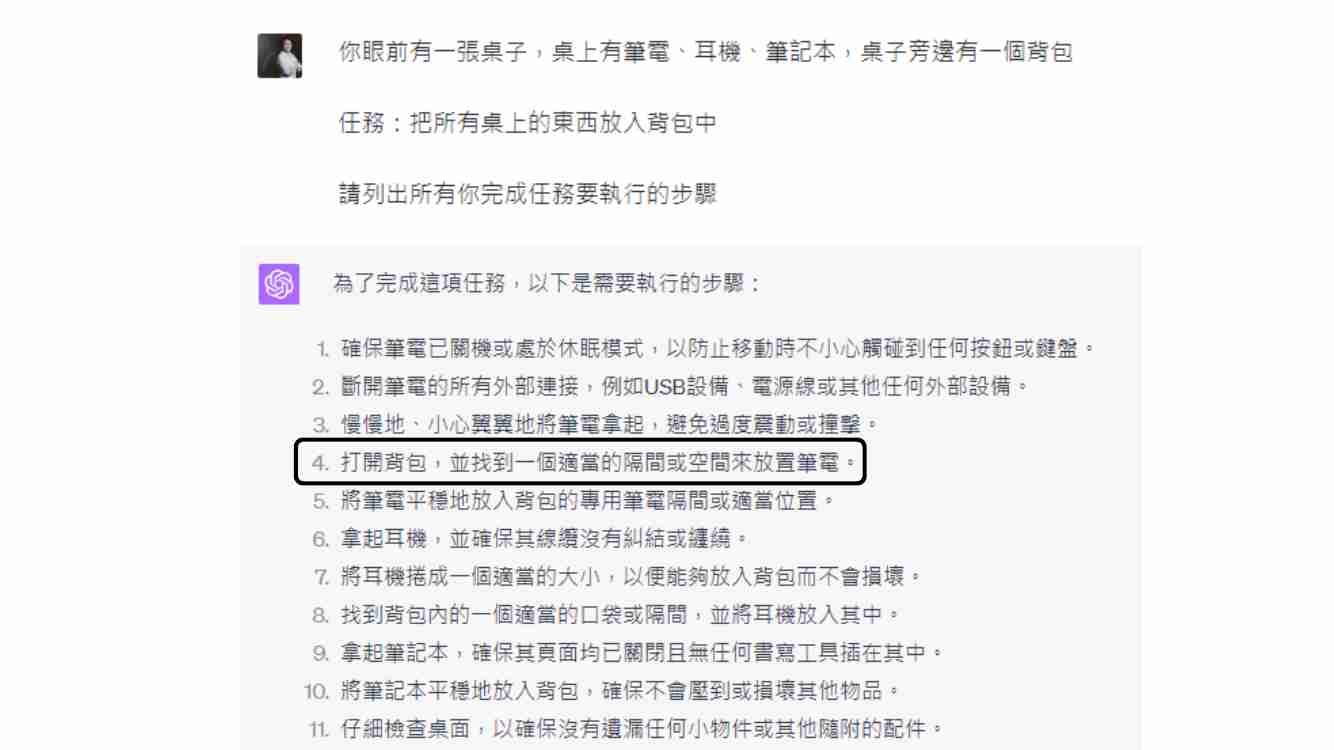 你眼前有一張桌子，桌上有筆電、耳機、筆記本，桌子旁邊有一個背包
任務：把所有桌上的東西放入背包中
請列出所有你完成任務要執行的步驟
為了完成這項任務，以下是需要執行的步驟：
1. 確保筆電已關機或處於休眠模式，以防止移動時不小心觸碰到任何按鈕或鍵盤。
2. 斷開筆電的所有外部連接，例如USB設備、電源線或其他任何外部設備。
3. 慢慢地、小心翼翼地將筆電拿起，避免過度震動或撞擊。
4. 打開背包，並找到一個適當的隔間或空間來放置筆電。
5. 將筆電平穩地放入背包的專用筆電隔間或適當位置。
6. 拿起耳機，並確保其線纜沒有糾結或纏繞。
7. 將耳機捲成一個適當的大小，以便能夠放入背包而不會損壞。
8. 找到背包內的一個適當的口袋或隔間，並將耳機放入其中。
9. 拿起筆記本，確保其頁面均已關閉且無任何書寫工具插在其中。
10. 將筆記本平穩地放入背包，確保不會壓到或損壞其他物品。
11. 仔細檢查桌面，以確保沒有遺漏任何小物件或其他隨附的配件。